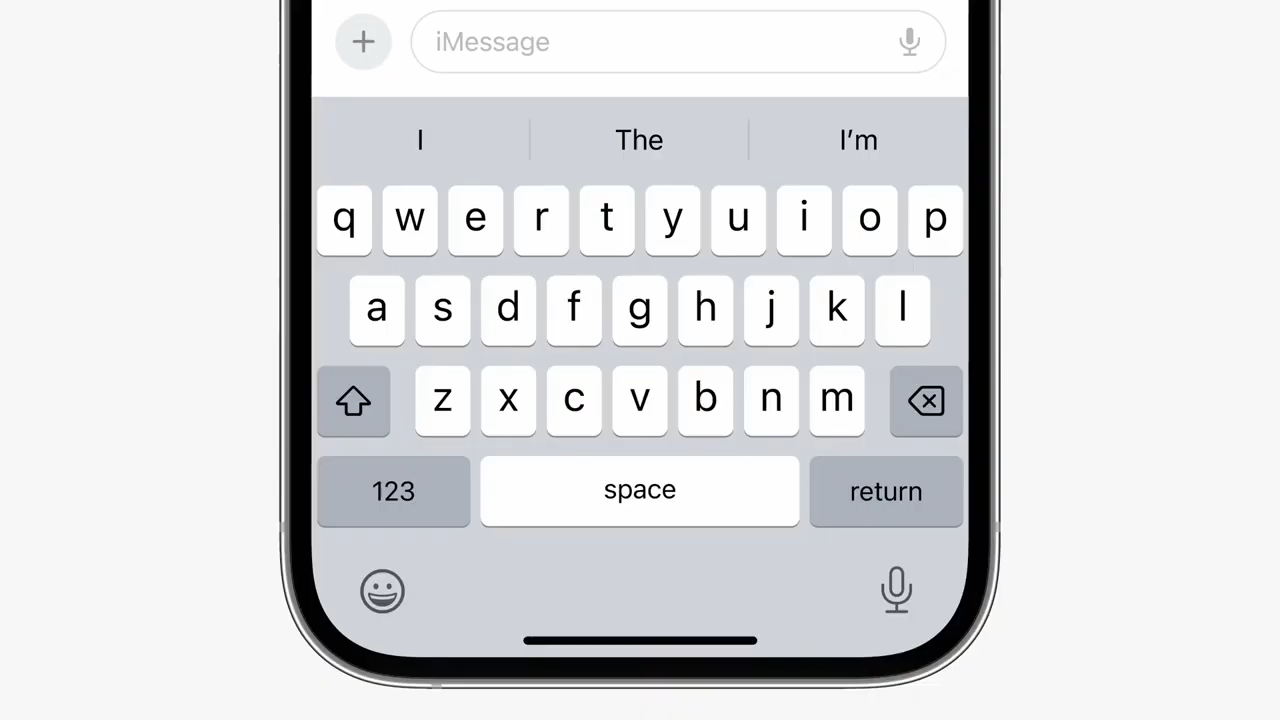 iMessage
I The I’m
q w e r t y u i o p
a s d f g h j k l
z x c v b n m
123 space return